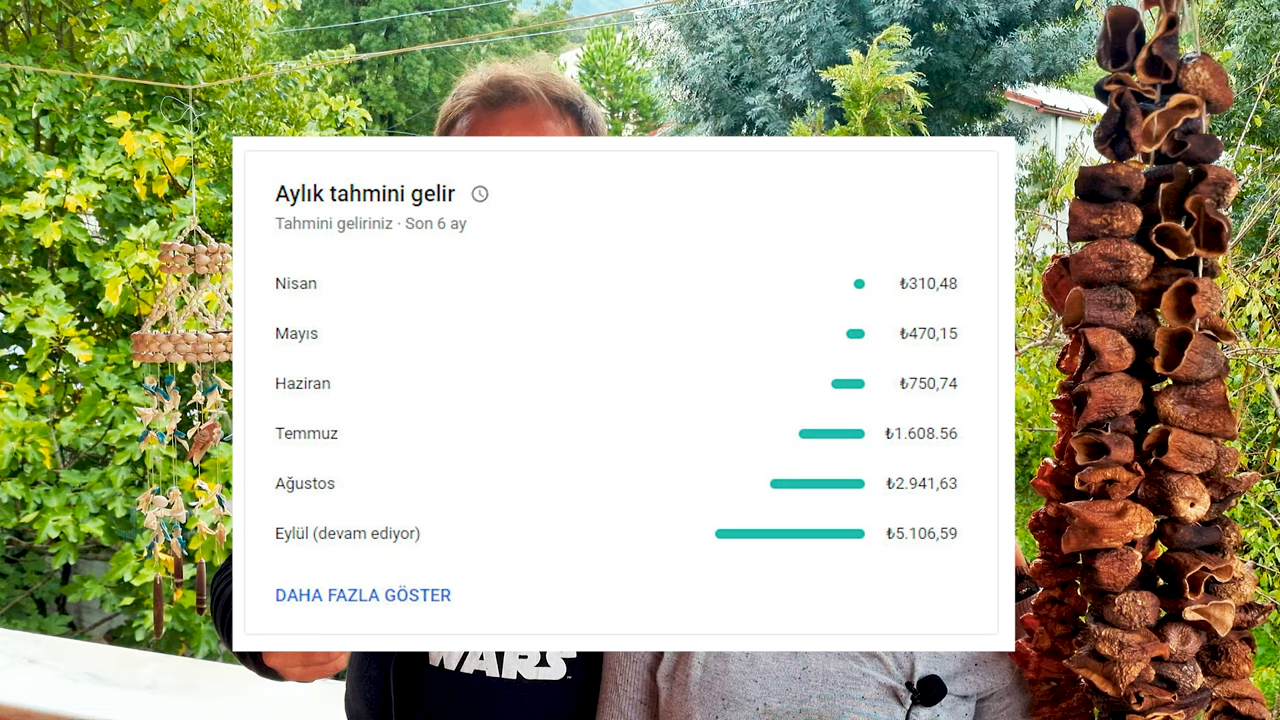 Aylık tahmini gelir
Tahmini geliriniz · Son 6 ay
Nisan ₺310,48
Mayıs ₺470,15
Haziran ₺750,74
Temmuz ₺1.608.56
Ağustos ₺2.941,63
Eylül (devam ediyor) ₺5.106,59
DAHA FAZLA GÖSTER
WARS